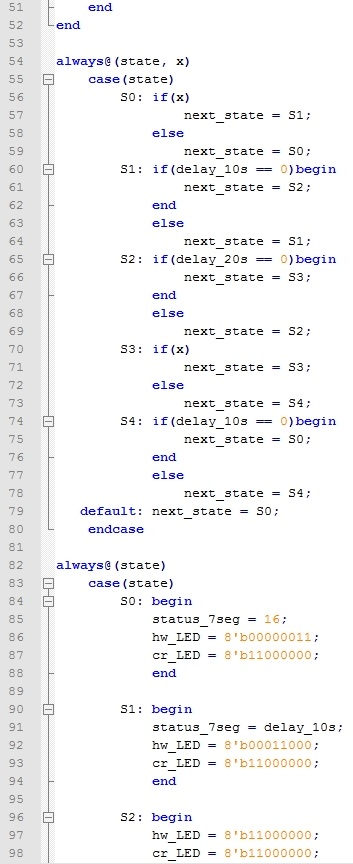 51 end
52 end
53
54 always@(state, x)
55 case(state)
56 S0: if(x)
57 next_state = S1;
58 else
59 next_state = S0;
60 S1: if(delay_10s == 0)begin
61 next_state = S2;
62 end
63 else
64 next_state = S1;
65 S2: if(delay_20s == 0)begin
66 next_state = S3;
67 end
68 else
69 next_state = S2;
70 S3: if(x)
71 next_state = S3;
72 else
73 next_state = S4;
74 S4: if(delay_10s == 0)begin
75 next_state = S0;
76 end
77 else
78 next_state = S4;
79 default: next_state = S0;
80 endcase
81
82 always@(state)
83 case(state)
84 S0: begin
85 status_7seg = 16;
86 hw_LED = 8'b00000011;
87 cr_LED = 8'b11000000;
88 end
89
90 S1: begin
91 status_7seg = delay_10s;
92 hw_LED = 8'b00011000;
93 cr_LED = 8'b11000000;
94 end
95
96 S2: begin
97 hw_LED = 8'b11000000;
98 cr_LED = 8'b11000000;